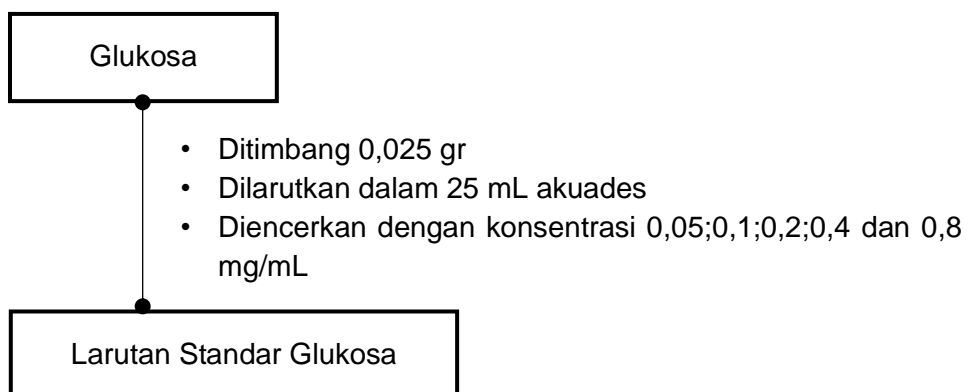 Glukosa
• Ditimbang 0,025 gr
• Dilarutkan dalam 25 mL akuades
• Diencerkan dengan konsentrasi 0,05;0,1;0,2;0,4 dan 0,8
mg/mL
Larutan Standar Glukosa